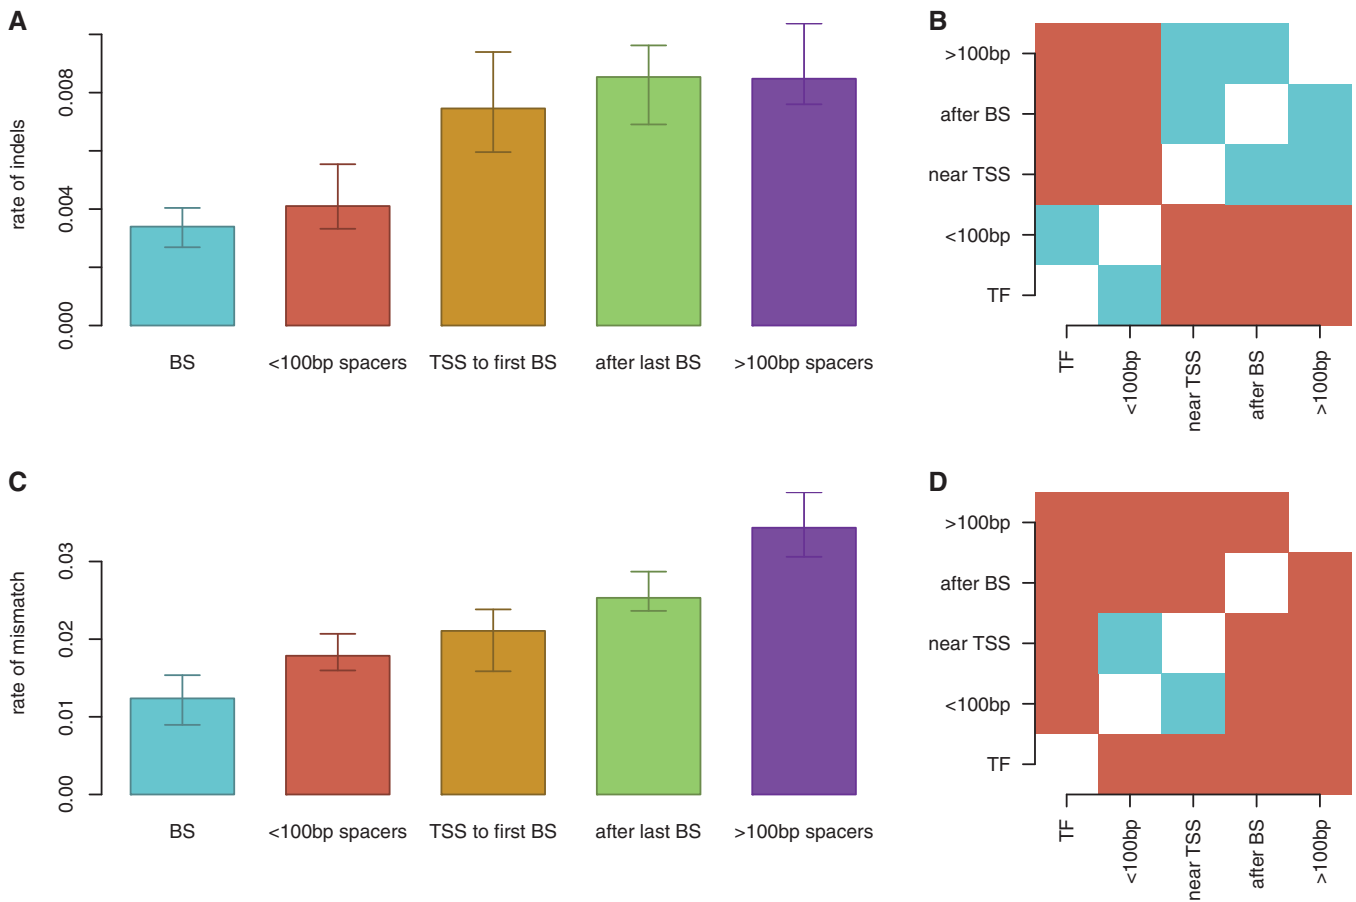 A
rate of indels
0.008
0.004
0.000
BS
<100bp spacers
TSS to first BS
after last BS
>100bp spacers
B
>100bp
after BS
near TSS
<100bp
TF
TF
<100bp
near TSS
after BS
>100bp
C
rate of mismatch
0.03
0.02
0.01
0.00
BS
<100bp spacers
TSS to first BS
after last BS
>100bp spacers
D
>100bp
after BS
near TSS
<100bp
TF
TF
<100bp
near TSS
after BS
>100bp